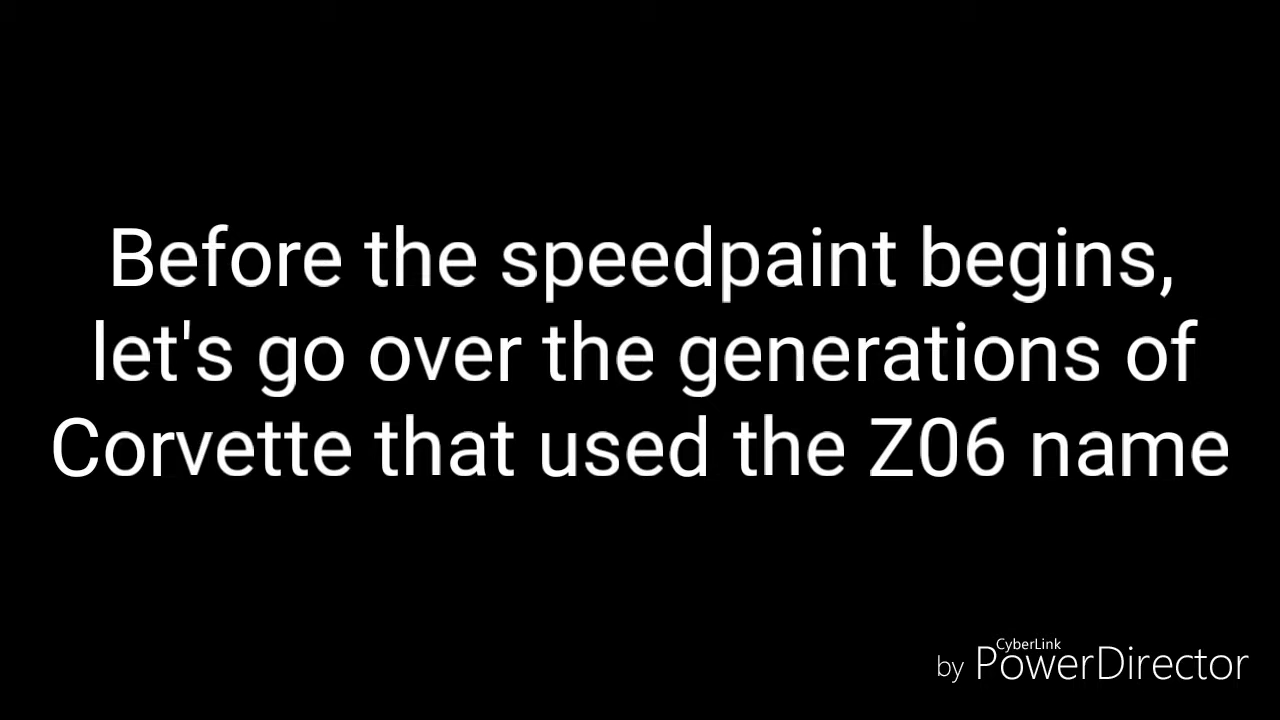 Before the speedpaint begins,
let's go over the generations of
Corvette that used the Z06 name
CyberLink
by PowerDirector